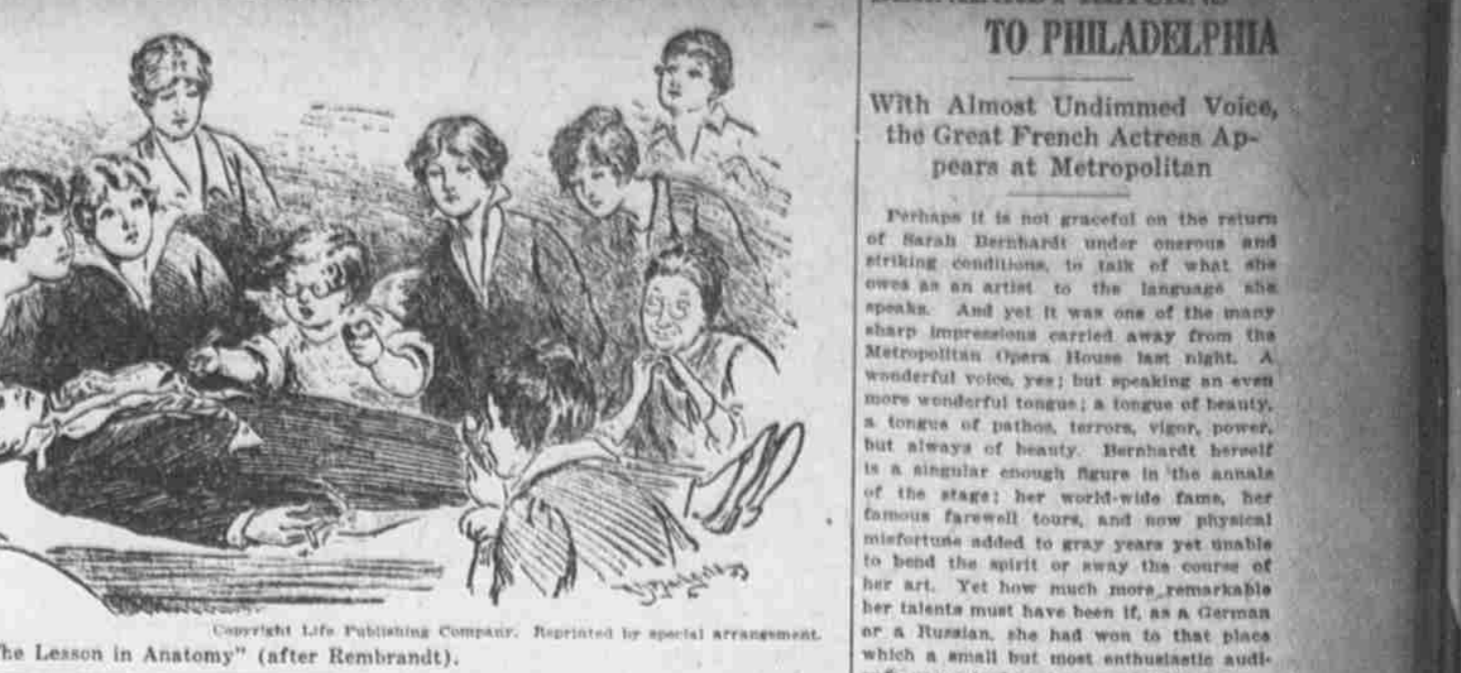 Copyright Life Publishing Company. Reprinted by special arrangement.
he Lesson in Anatomy" (after Rembrandt).
TO PHILADELPHIA
With Almost Undimmed Voice,
the Great French Actress Ap-
pears at Metropolitan
Perhaps it is not graceful on the return
of Sarah Bernhardt under onerous and
striking conditions, to talk of what she
owes as an artist to the language she
speaks. And yet it was one of the many
sharp impressions carried away from the
Metropolitan Opera House last night. A
wonderful voice, yes; but speaking an even
more wonderful tongue; a tongue of beauty,
a tongue of pathos, terrors, vigor, power,
but always of beauty. Bernhardt herself
is a singular enough figure in the annals
of the stage; her world-wide fame, her
famous farewell tours, and now physical
misfortune added to gray years yet unable
to bend the spirit or sway the course of
her art. Yet how much more remarkable
her talents must have been if, as a German
or a Russian, she had won to that place
which a small but most enthusiastic audi-